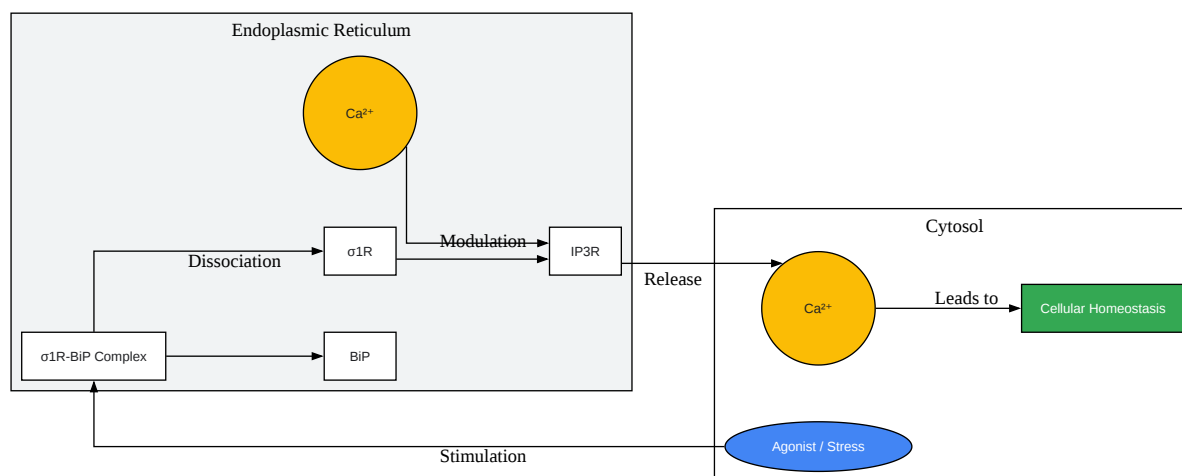 Endoplasmic Reticulum
Ca²⁺
Cytosol
Modulation
σ1R
IP3R
Dissociation
Release
Leads to
Ca²⁺
Cellular Homeostasis
σ1R-BiP Complex
BiP
Agonist / Stress
Stimulation